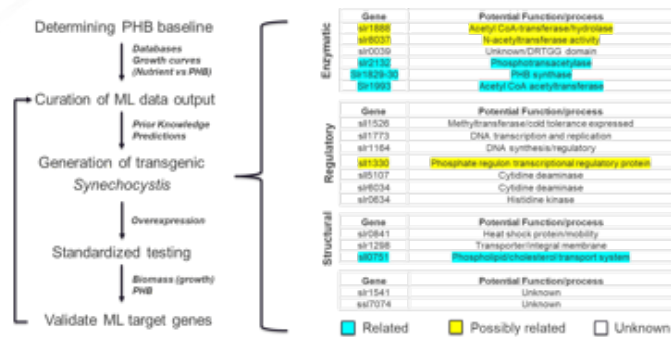 Determining PHB baseline
Databases
Growth curves
(Nutrient vs PHB)
Curation of ML data output
Prior Knowledge
Predictions
Generation of transgenic
Synechocystis
Overexpression
Standardized testing
Biomass (growth)
PHB
Validate ML target genes
Enzymatic
Gene Potential Function/process
slr1888 Acetyl CoA-transferase/hydrolase
slr8037 N-acetyltransferase activity
slr0039 Unknown/DRTGG domain
slr2132 Phosphotransacetylase
Slr1829-30 PHB synthase
Slr1993 Acetyl CoA acetyltransferase
Regulatory
Gene Potential Function/process
sll1526 Methyltransferase/cold tolerance expressed
sll1773 DNA transcription and replication
slr1164 DNA synthesis/regulatory
sll1330 Phosphate regulon transcriptional regulatory protein
sll5107 Cytidine deaminase
slr6034 Cytidine deaminase
slr0634 Histidine kinase
Structural
Gene Potential Function/process
slr0841 Heat shock protein/mobility
slr1298 Transporter/integral membrane
sll0751 Phospholipid/cholesterol transport system
Gene Potential Function/process
slr1541 Unknown
ssl7074 Unknown
Related Possibly related Unknown